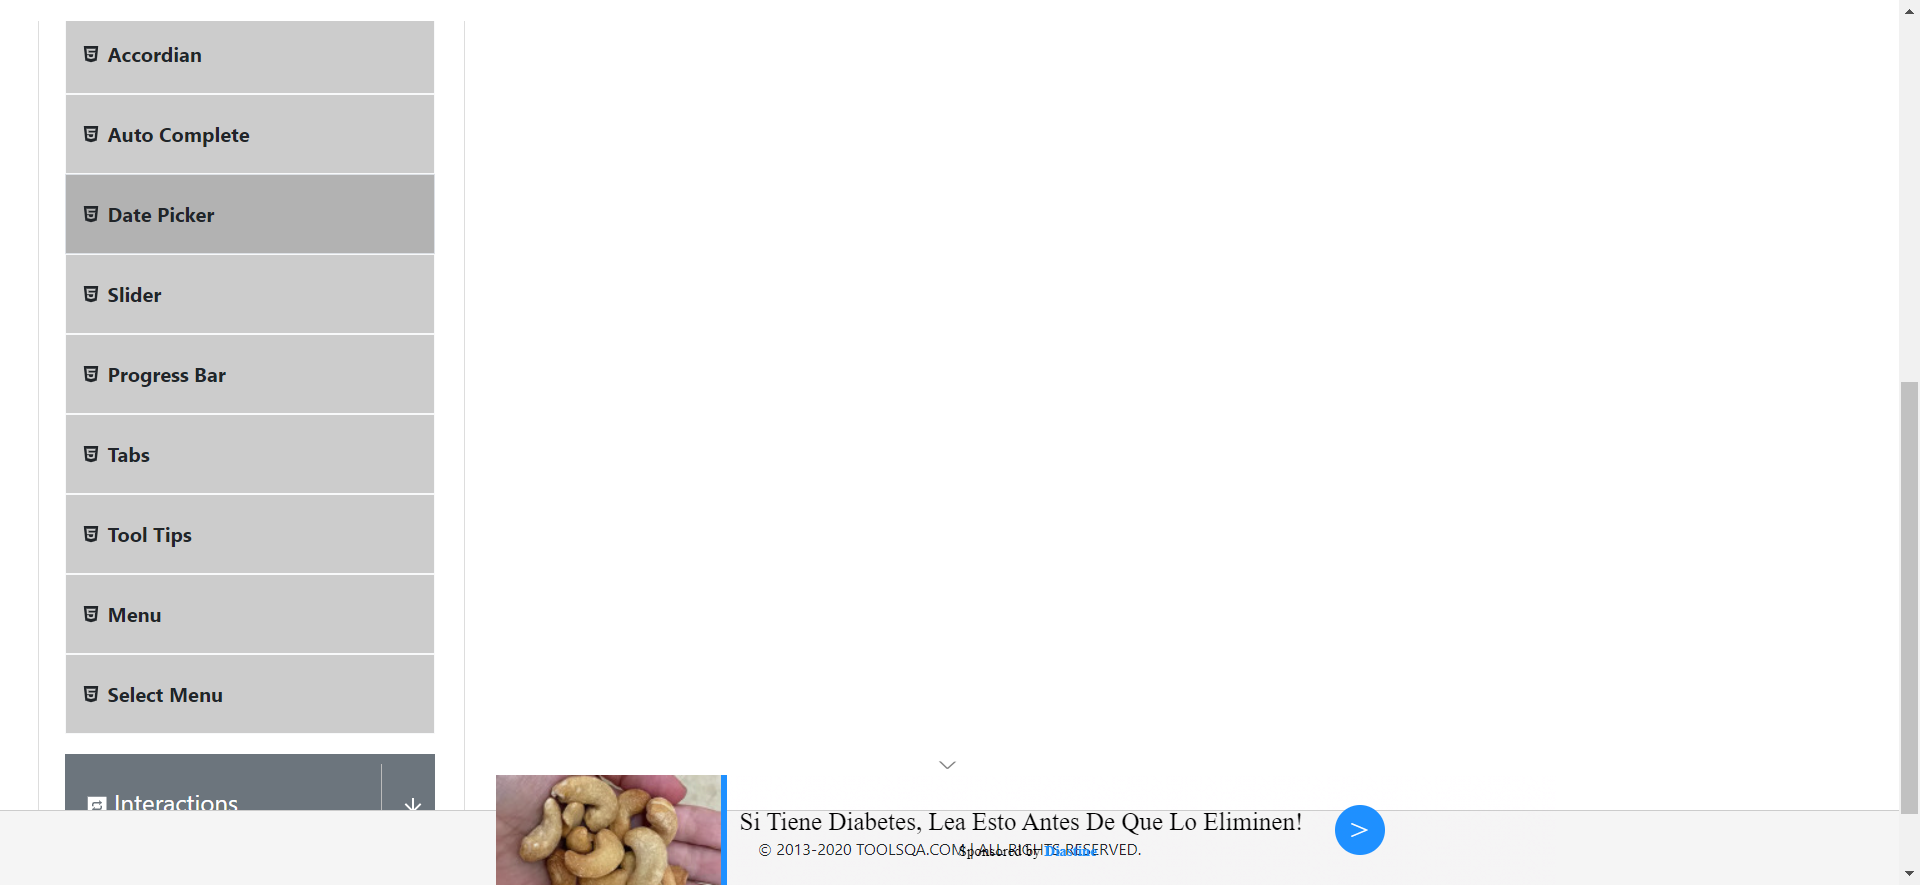 Accordian
Auto Complete
Date Picker
Slider
Progress Bar
Tabs
Tool Tips
Menu
Select Menu
Interactions
Si Tiene Diabetes, Lea Esto Antes De Que Lo Eliminen!
>
© 2013-2020 TOOLSQA.COM | ALL RIGHTS RESERVED.
Sponsored by Diastine